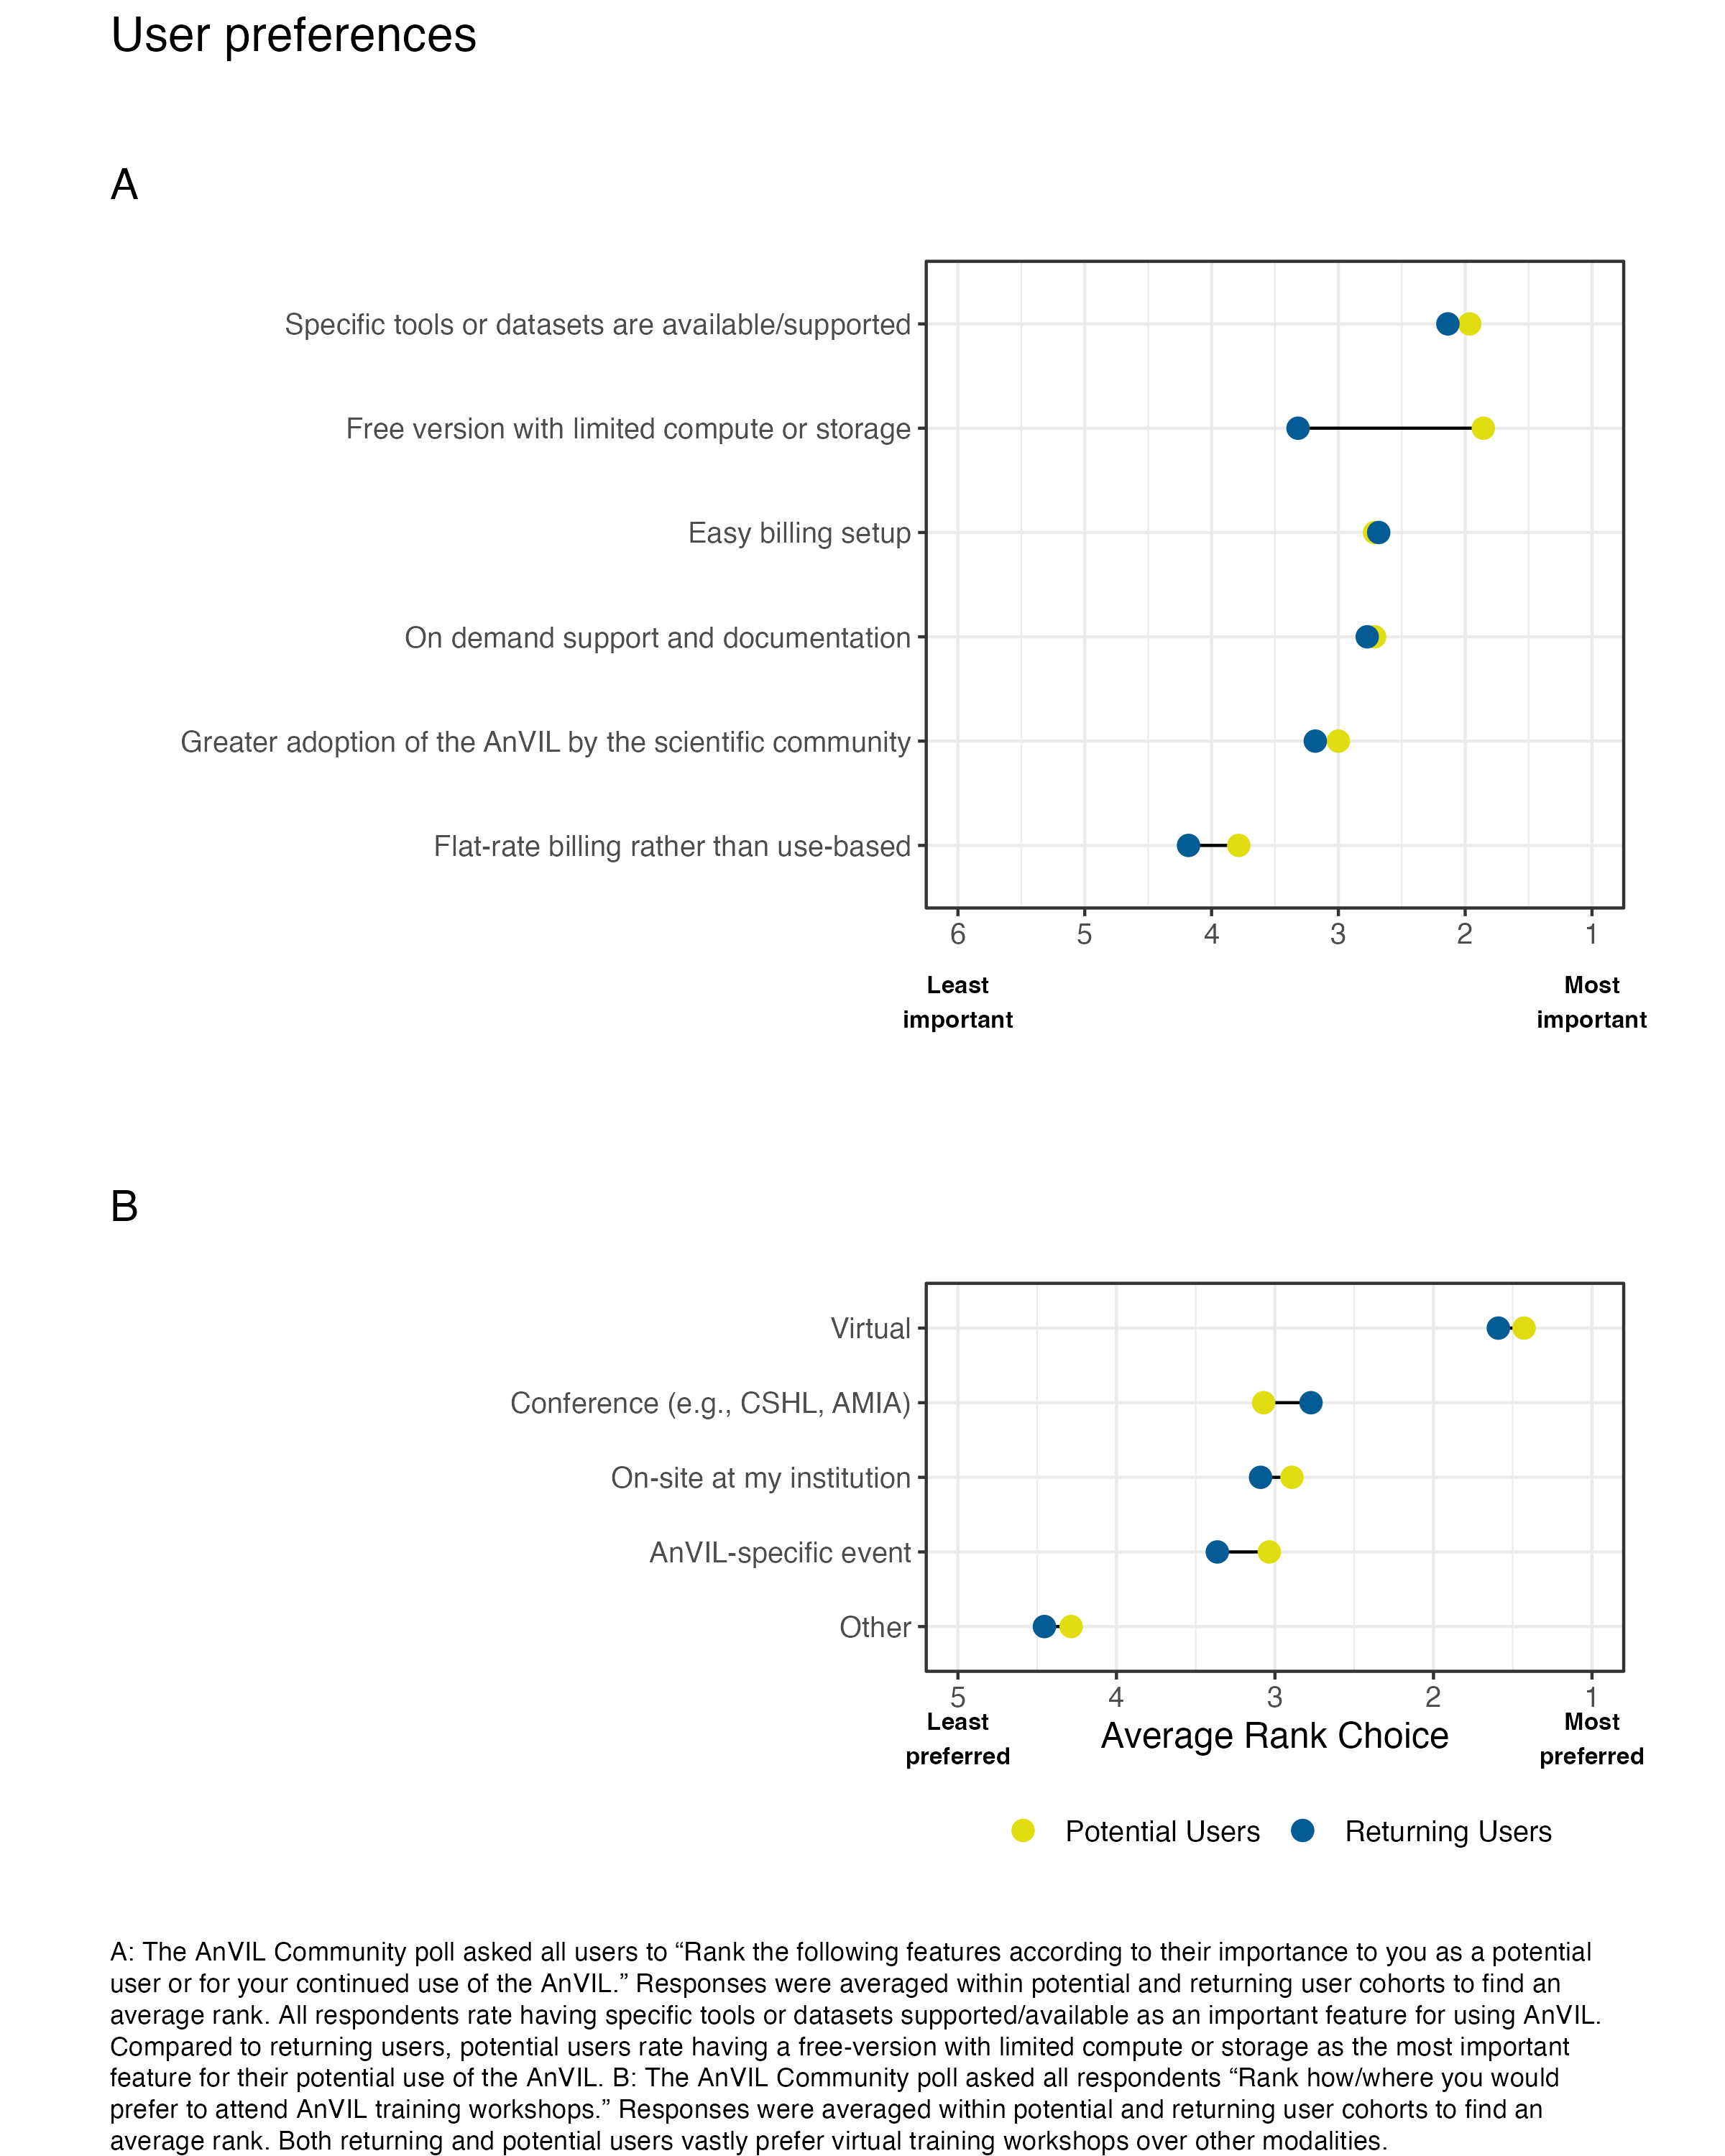 User preferences
A
Specific tools or datasets are available/supported
Free version with limited compute or storage
Easy billing setup
On demand support and documentation
Greater adoption of the AnVIL by the scientific community
Flat-rate billing rather than use-based
6 5 4 3 2 1
Least important
Most important
B
Virtual
Conference (e.g., CSHL, AMIA)
On-site at my institution
AnVIL-specific event
Other
5 4 3 2 1
Least preferred
Average Rank Choice
Most preferred
Potential Users Returning Users
A: The AnVIL Community poll asked all users to “Rank the following features according to their importance to you as a potential
user or for your continued use of the AnVIL.” Responses were averaged within potential and returning user cohorts to find an
average rank. All respondents rate having specific tools or datasets supported/available as an important feature for using AnVIL.
Compared to returning users, potential users rate having a free-version with limited compute or storage as the most important
feature for their potential use of the AnVIL. B: The AnVIL Community poll asked all respondents “Rank how/where you would
prefer to attend AnVIL training workshops.” Responses were averaged within potential and returning user cohorts to find an
average rank. Both returning and potential users vastly prefer virtual training workshops over other modalities.